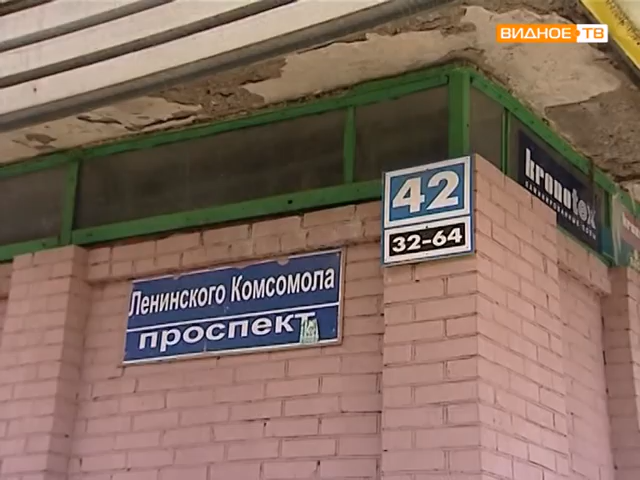 ВИДНОЕ ТВ
42
32-64
kronotex
Ленинского Комсомола
проспект